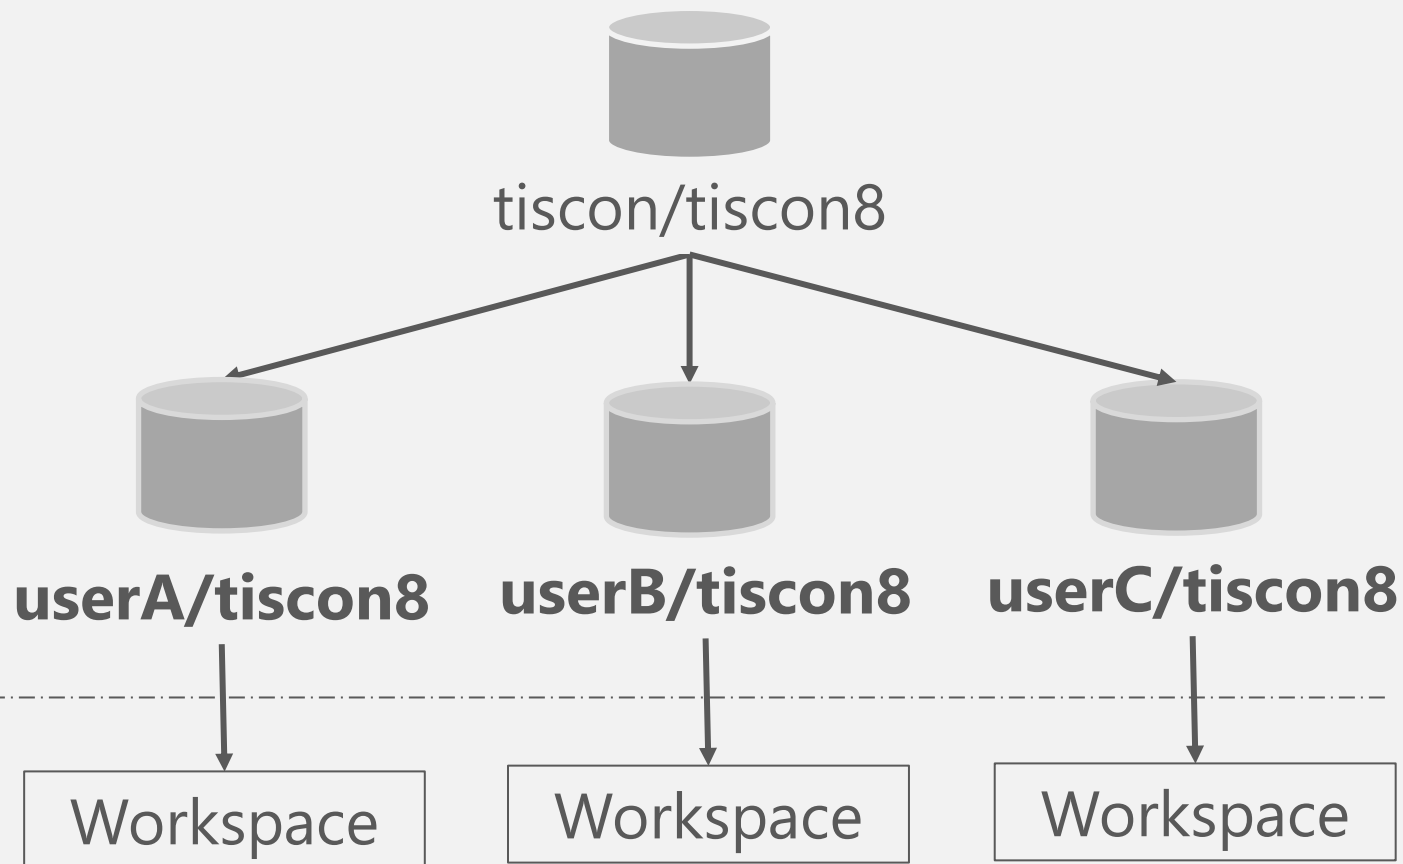 tiscon/tiscon8
userA/tiscon8
userB/tiscon8
userC/tiscon8
Workspace
Workspace
Workspace